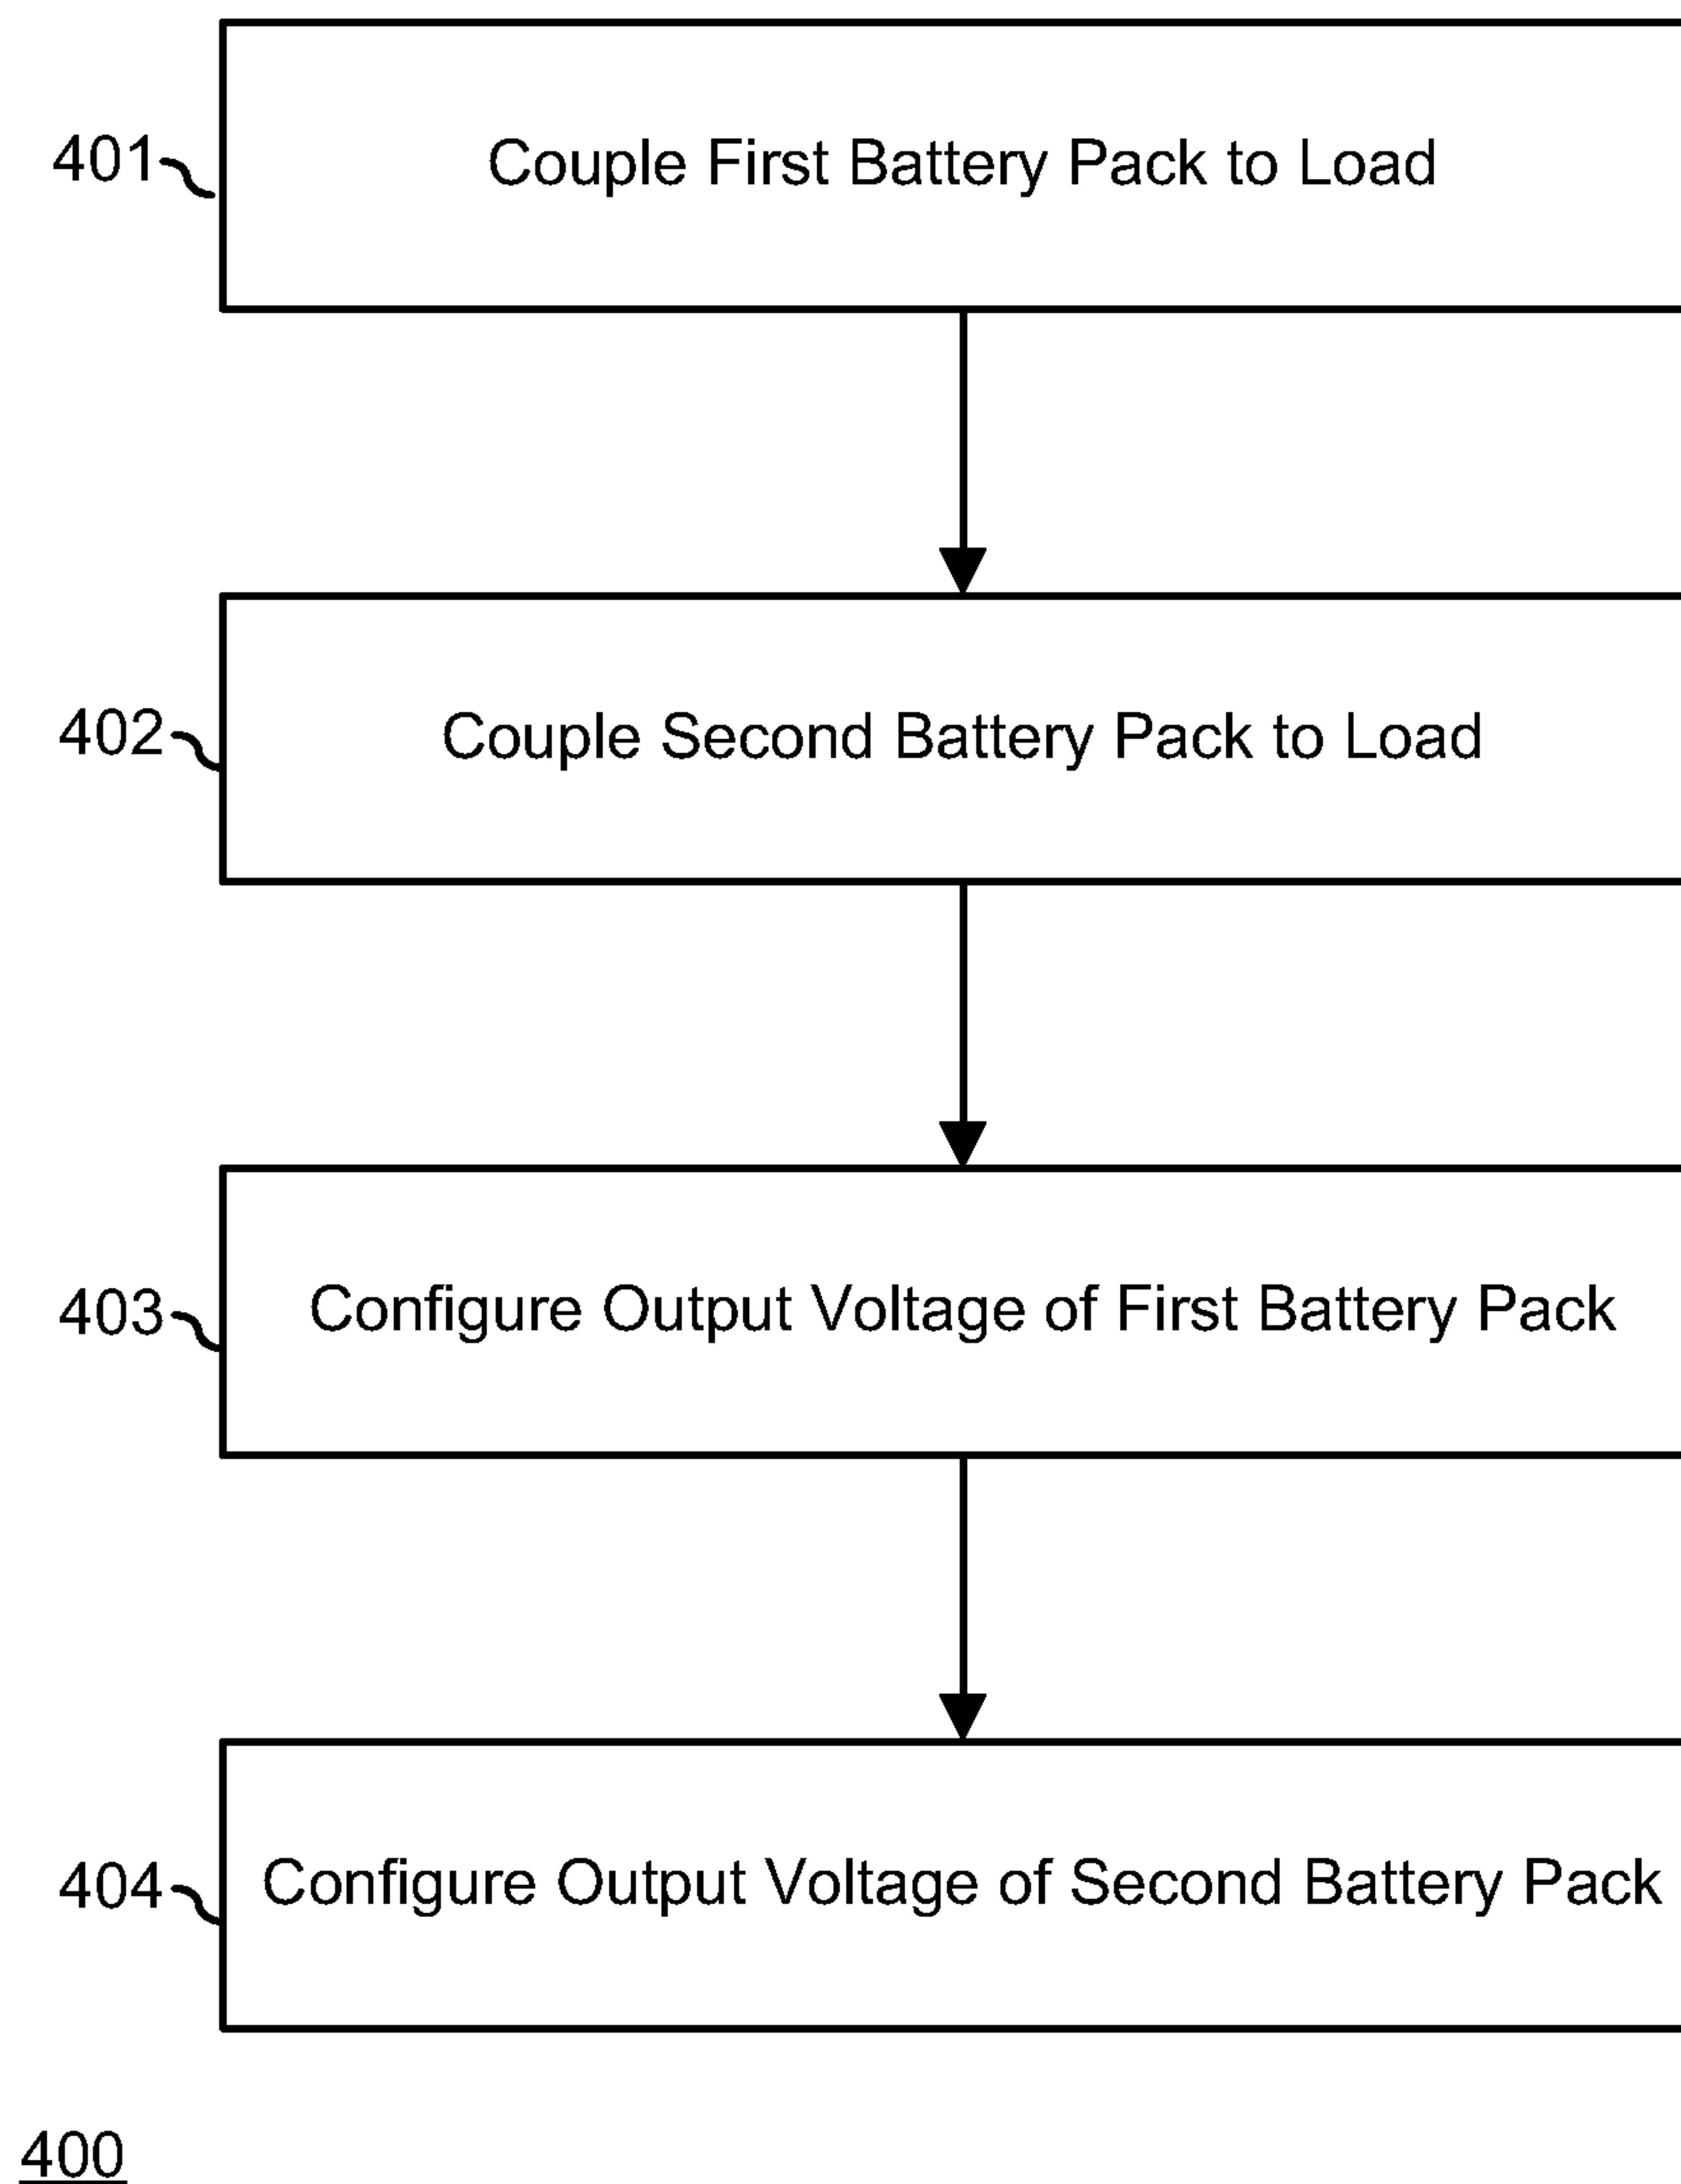 401
Couple First Battery Pack to Load
402
Couple Second Battery Pack to Load
403
Configure Output Voltage of First Battery Pack
404
Configure Output Voltage of Second Battery Pack
400